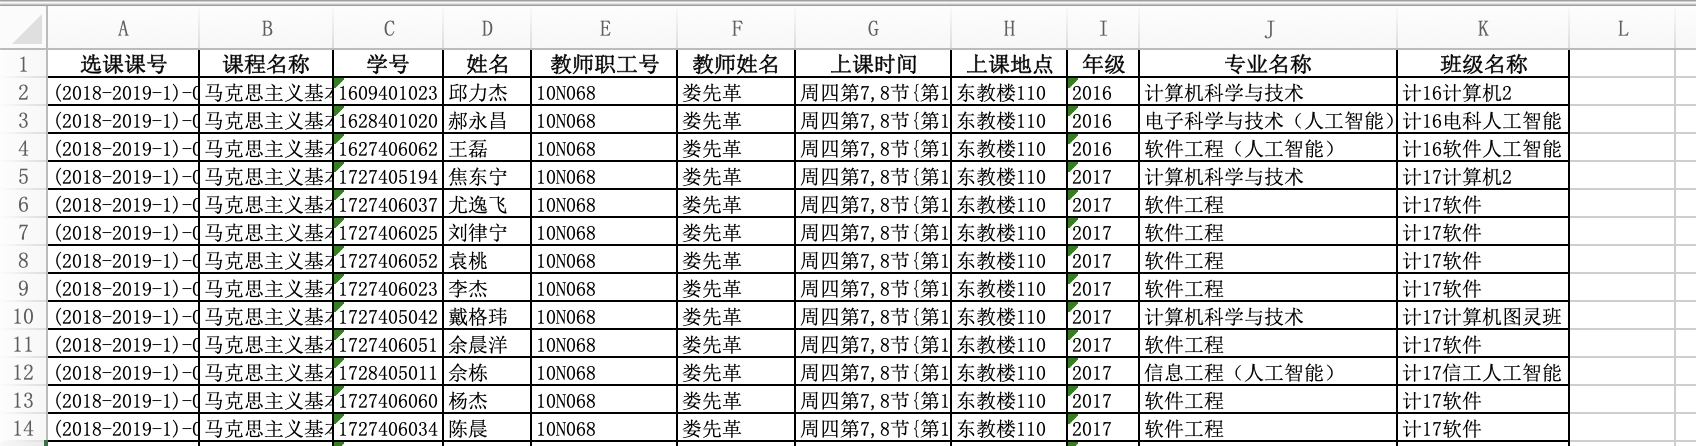 A B C D E F G H I J K L
1 选课课号 课程名称 学号 姓名 教师职工号 教师姓名 上课时间 上课地点 年级 专业名称 班级名称
2 (2018-2019-1)-( 马克思主义基本 1609401023 邱力杰 10N068 娄先革 周四第7,8节{第1 东教楼110 2016 计算机科学与技术 计16计算机2
3 (2018-2019-1)-( 马克思主义基本 1628401020 郝永昌 10N068 娄先革 周四第7,8节{第1 东教楼110 2016 电子科学与技术（人工智能） 计16电科人工智能
4 (2018-2019-1)-( 马克思主义基本 1627406062 王磊 10N068 娄先革 周四第7,8节{第1 东教楼110 2016 软件工程（人工智能） 计16软件人工智能
5 (2018-2019-1)-( 马克思主义基本 1727405194 焦东宁 10N068 娄先革 周四第7,8节{第1 东教楼110 2017 计算机科学与技术 计17计算机2
6 (2018-2019-1)-( 马克思主义基本 1727406037 尤逸飞 10N068 娄先革 周四第7,8节{第1 东教楼110 2017 软件工程 计17软件
7 (2018-2019-1)-( 马克思主义基本 1727406025 刘律宁 10N068 娄先革 周四第7,8节{第1 东教楼110 2017 软件工程 计17软件
8 (2018-2019-1)-( 马克思主义基本 1727406052 袁桃 10N068 娄先革 周四第7,8节{第1 东教楼110 2017 软件工程 计17软件
9 (2018-2019-1)-( 马克思主义基本 1727406023 李杰 10N068 娄先革 周四第7,8节{第1 东教楼110 2017 软件工程 计17软件
10 (2018-2019-1)-( 马克思主义基本 1727405042 戴格玮 10N068 娄先革 周四第7,8节{第1 东教楼110 2017 计算机科学与技术 计17计算机图灵班
11 (2018-2019-1)-( 马克思主义基本 1727406051 余晨洋 10N068 娄先革 周四第7,8节{第1 东教楼110 2017 软件工程 计17软件
12 (2018-2019-1)-( 马克思主义基本 1728405011 佘栋 10N068 娄先革 周四第7,8节{第1 东教楼110 2017 信息工程（人工智能） 计17信工人工智能
13 (2018-2019-1)-( 马克思主义基本 1727406060 杨杰 10N068 娄先革 周四第7,8节{第1 东教楼110 2017 软件工程 计17软件
14 (2018-2019-1)-( 马克思主义基本 1727406034 陈晨 10N068 娄先革 周四第7,8节{第1 东教楼110 2017 软件工程 计17软件